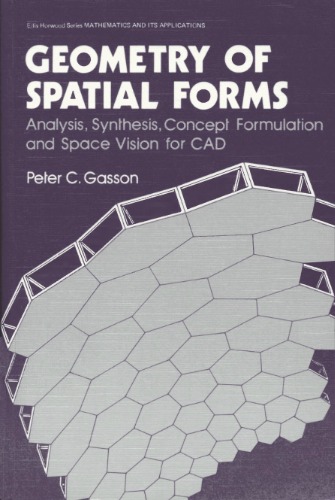 Ellis Horwood Series MATHEMATICS AND ITS APPLICATIONS
GEOMETRY OF
SPATIAL FORMS
Analysis, Synthesis, Concept Formulation
and Space Vision for CAD
Peter C. Gasson